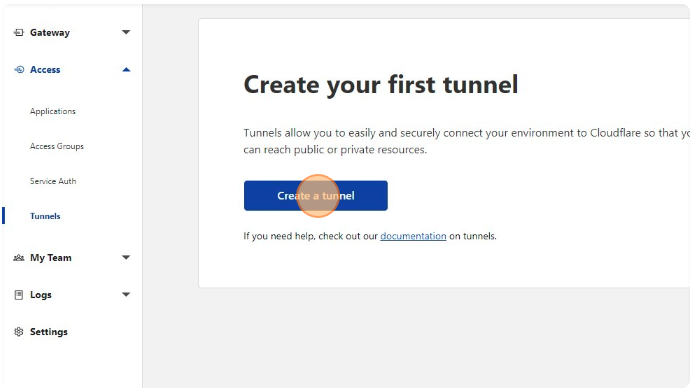 Gateway
Access
Applications
Access Groups
Service Auth
Tunnels
My Team
Logs
Settings
Create your first tunnel
Tunnels allow you to easily and securely connect your environment to Cloudflare so that
can reach public or private resources.
Create a tunnel
If you need help, check out our documentation on tunnels.